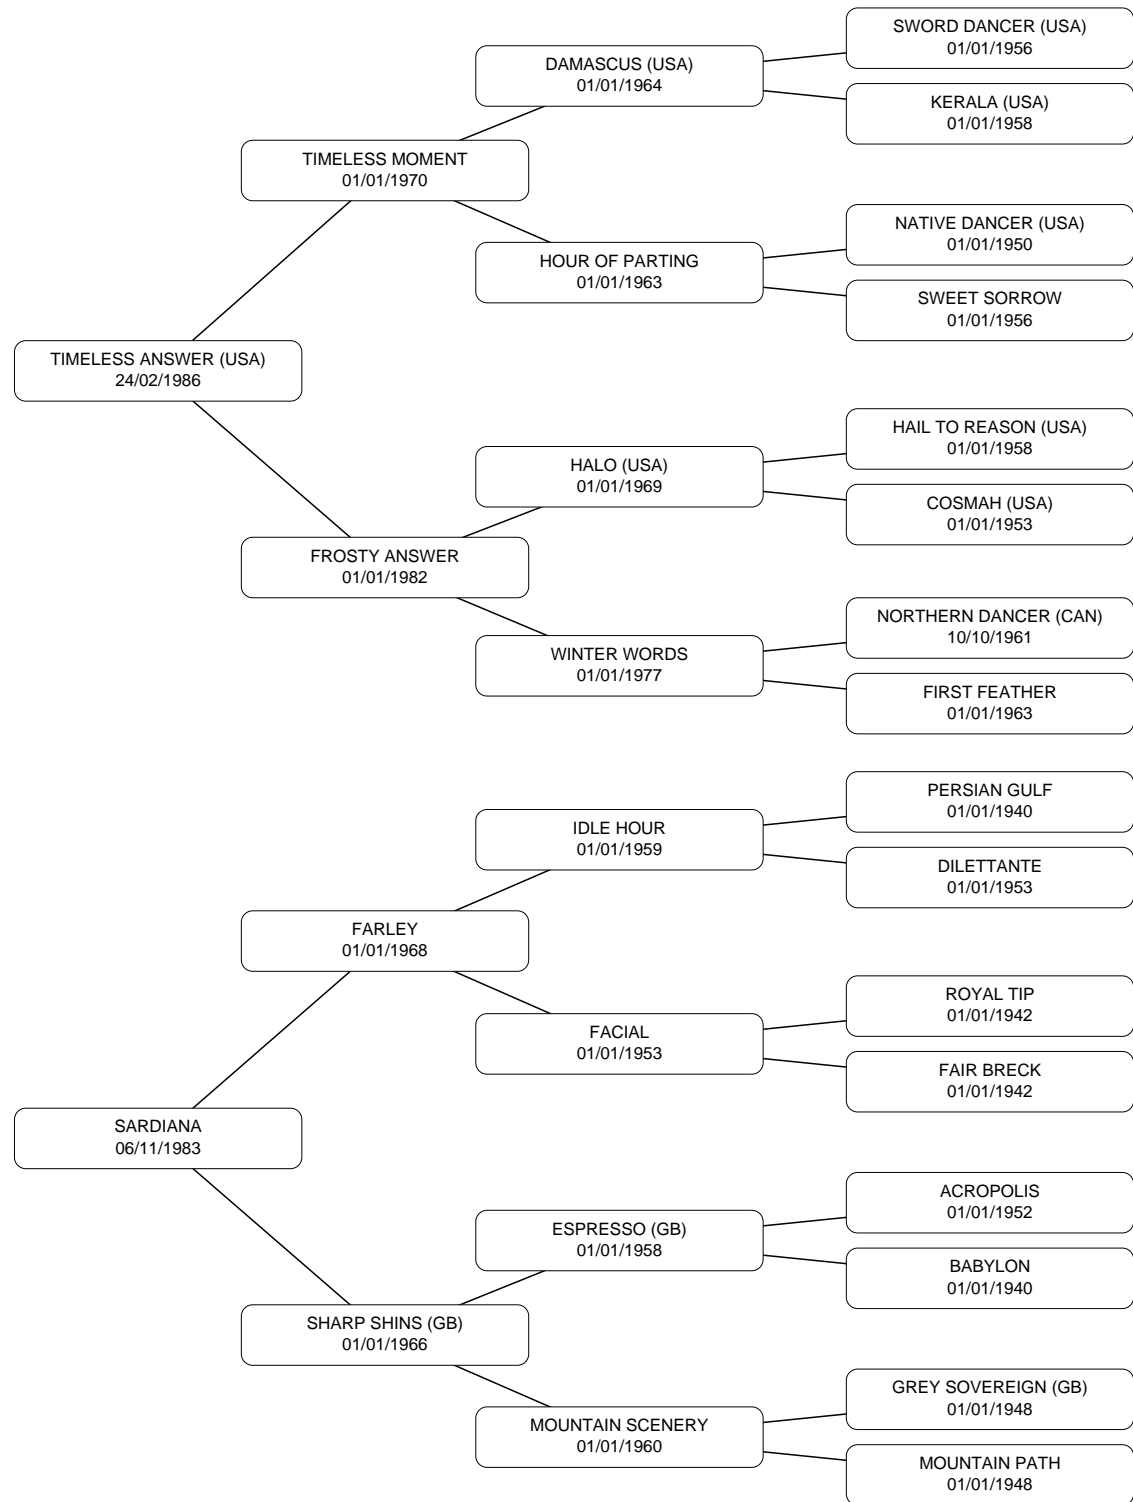 SWORD DANCER (USA)
01/01/1956
DAMASCUS (USA)
01/01/1964
KERALA (USA)
01/01/1958
TIMELESS MOMENT
01/01/1970
NATIVE DANCER (USA)
01/01/1950
HOUR OF PARTING
01/01/1963
SWEET SORROW
01/01/1956
TIMELESS ANSWER (USA)
24/02/1986
HAIL TO REASON (USA)
01/01/1958
HALO (USA)
01/01/1969
COSMAH (USA)
01/01/1953
FROSTY ANSWER
01/01/1982
NORTHERN DANCER (CAN)
10/10/1961
WINTER WORDS
01/01/1977
FIRST FEATHER
01/01/1963
PERSIAN GULF
01/01/1940
IDLE HOUR
01/01/1959
DILETTANTE
01/01/1953
FARLEY
01/01/1968
ROYAL TIP
01/01/1942
FACIAL
01/01/1953
FAIR BRECK
01/01/1942
SARDIANA
06/11/1983
ACROPOLIS
01/01/1952
ESPRESSO (GB)
01/01/1958
BABYLON
01/01/1940
SHARP SHINS (GB)
01/01/1966
GREY SOVEREIGN (GB)
01/01/1948
MOUNTAIN SCENERY
01/01/1960
MOUNTAIN PATH
01/01/1948